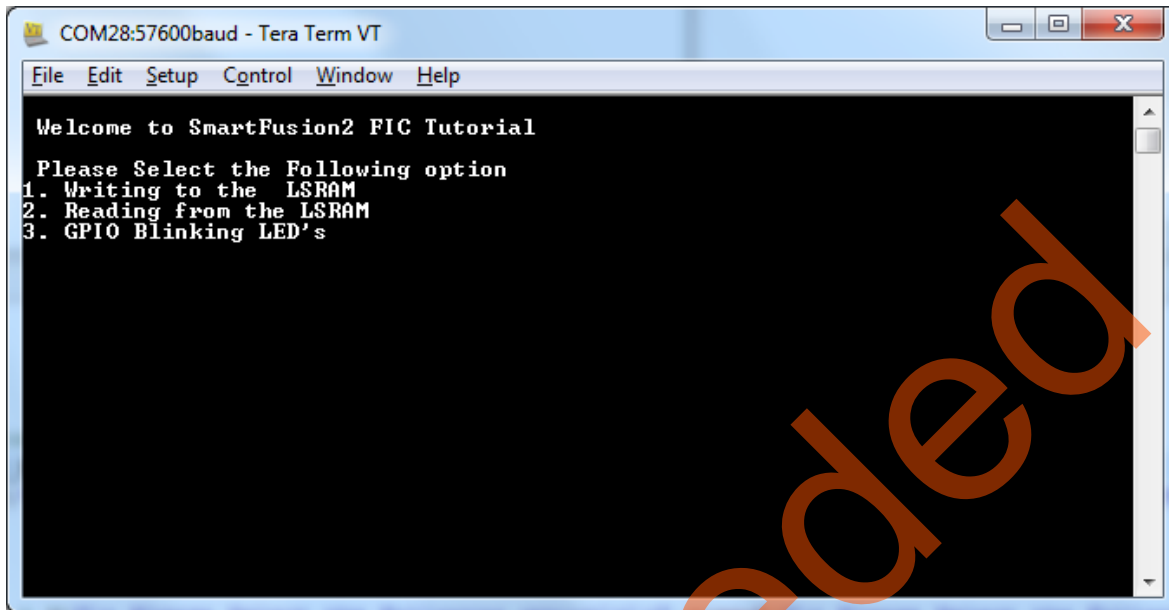 COM28:57600baud - Tera Term VT
File Edit Setup Control Window Help
Welcome to SmartFusion2 FIC Tutorial
Please Select the Following option
1. Writing to the  LSRAM
2. Reading from the LSRAM
3. GPIO Blinking LED's
ded